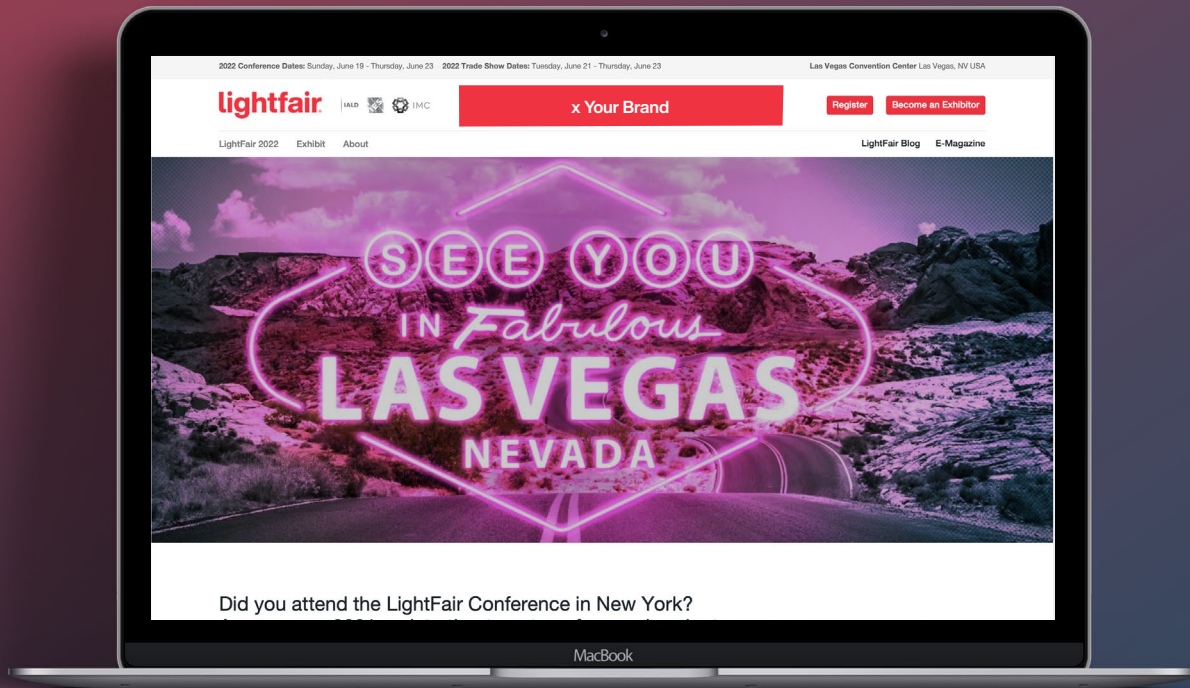 2022 Conference Dates: Sunday, June 19 - Thursday, June 23 2022 Trade Show Dates: Tuesday, June 21 - Thursday, June 23
Las Vegas Convention Center Las Vegas, NV USA
lightfair
IALD
IMC
x Your Brand
Register
Become an Exhibitor
LightFair 2022 Exhibit About
LightFair Blog E-Magazine
SEE YOU
IN Fabulous
LAS VEGAS
NEVADA
Did you attend the LightFair Conference in New York?
MacBook